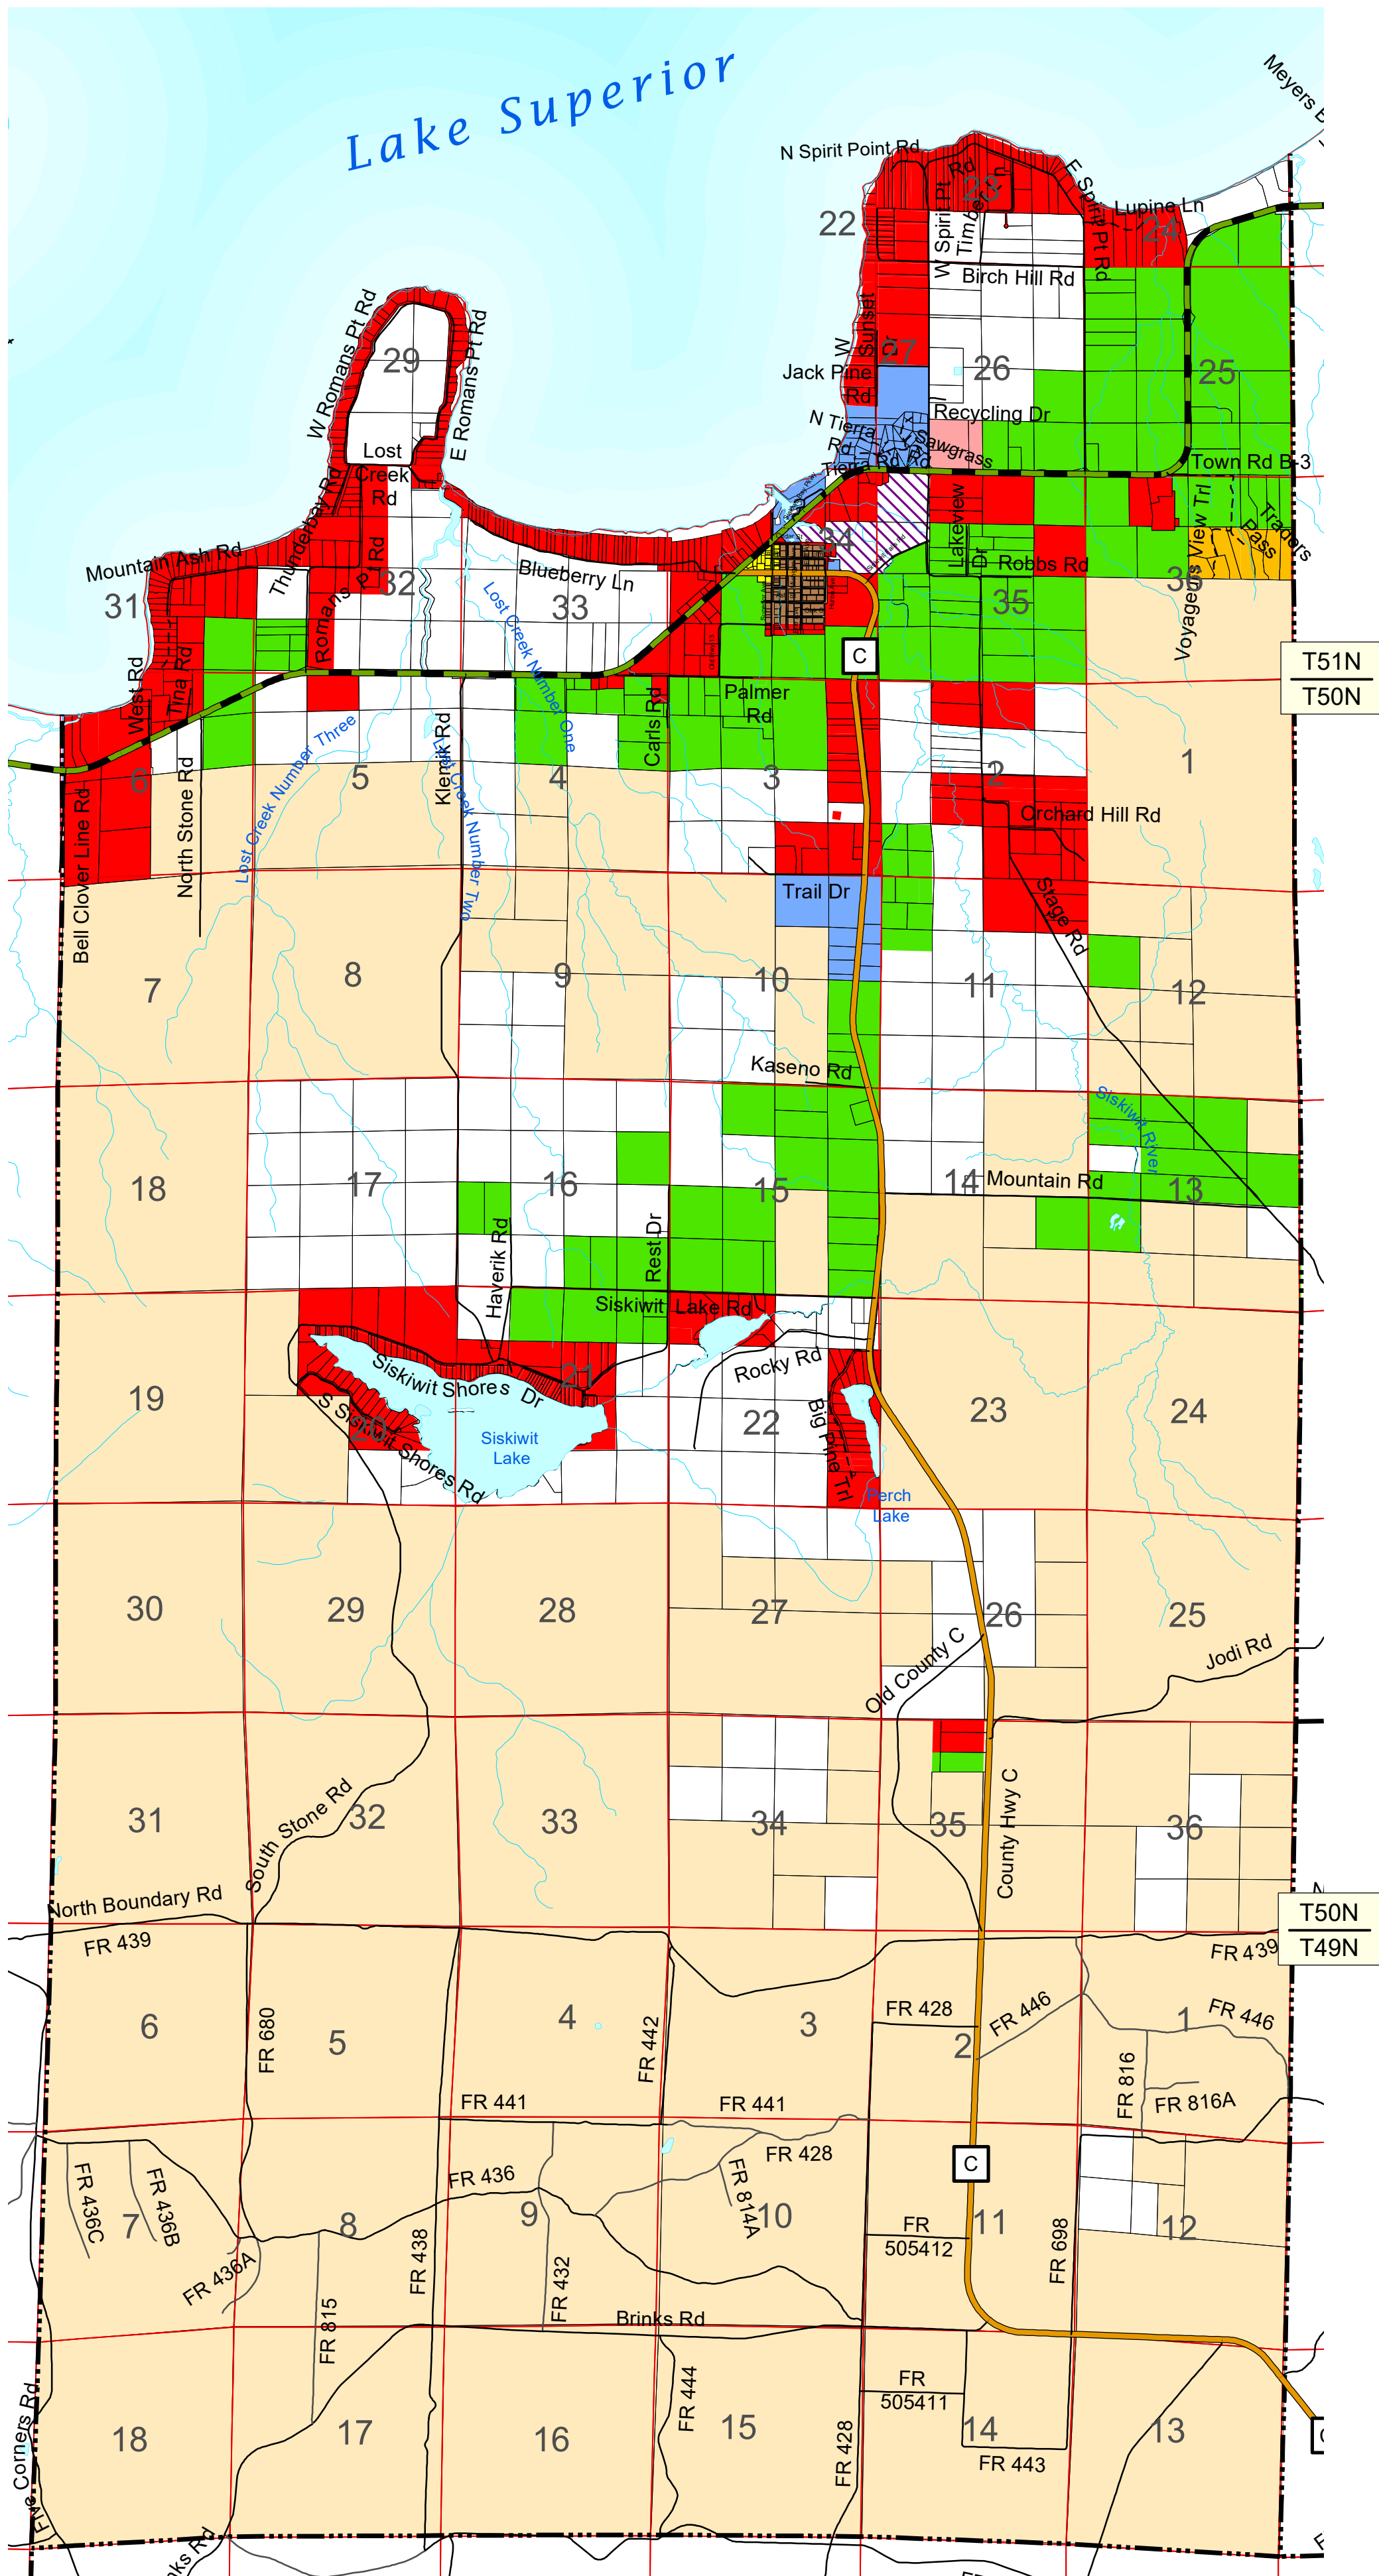 Lake Superior
Meyers
N Spirit Point Rd
Rd
23
E Spirit Pt Rd
Lupine Ln
22
W Spirit Pt
Timber Ln
24
Birch Hill Rd
W Romans Pt Rd
E Romans Pt Rd
29
W
Sunset
Dr
27
26
25
Jack Pine
Rd
Recycling Dr
N Tierra
Rd
Sawgrass
Lost
Creek
Rd
Tierra Rd
Rd
Town Rd B-3
Thunderbay Rd
Lakeview
Dr
Voyagers View Trl
Traders
Pass
34
Mountain Ash Rd
Romans Pt Rd
Blueberry Ln
Robbs Rd
31
32
33
35
36
Lost Creek Number One
C
T51N
T50N
West Rd
Tina Rd
Palmer
Rd
Carls Rd
Klemik Rd
North Stone Rd
Lost Creek Number Three
Lost Creek Number Two
6
5
4
3
2
1
Bell Clover Line Rd
Orchard Hill Rd
Trail Dr
Stage Rd
7
8
9
10
11
12
Kaseno Rd
Siskiwit River
18
17
16
15
14
Mountain Rd
13
Haverik Rd
Rest Dr
Siskiwit Lake Rd
Siskiwit Shores Dr
21
Rocky Rd
19
S Siskiwit Shores Rd
20
22
Big Pine Trl
23
24
Siskiwit
Lake
Perch
Lake
30
29
28
27
26
25
Old County C
Jodi Rd
31
South Stone Rd
32
33
34
35
County Hwy C
36
North Boundary Rd
T50N
T49N
FR 439
FR 439
6
FR 680
5
4
FR 442
3
FR 428
2
FR 446
1
FR 446
FR 816
FR 816A
FR 441
FR 441
FR 428
C
FR 436C
FR 436B
FR 436
FR 814A
7
8
9
10
11
12
FR 436A
FR 438
FR 432
FR
505412
FR 698
FR 815
Brinks Rd
FR 444
FR
505411
18
17
16
15
14
13
FR 428
FR 443
Five Corners Rd
Rd
FR